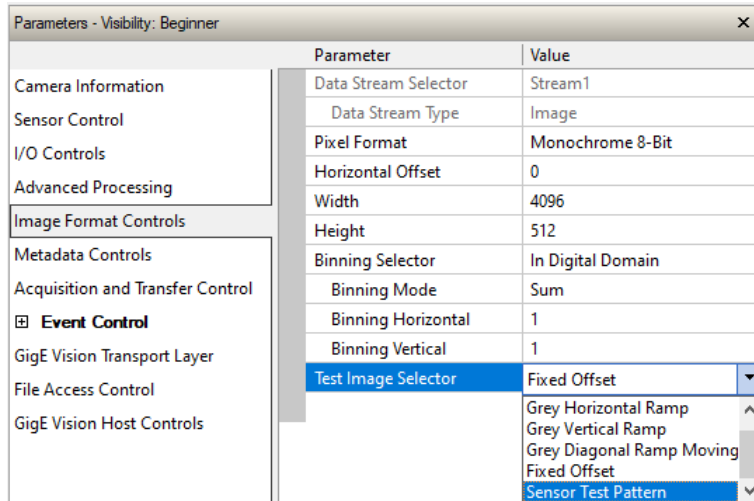 Parameters - Visibility: Beginner
Parameter Value
Camera Information
Sensor Control
I/O Controls
Advanced Processing
Image Format Controls
Metadata Controls
Acquisition and Transfer Control
Event Control
GigE Vision Transport Layer
File Access Control
GigE Vision Host Controls
Data Stream Selector Stream1
Data Stream Type Image
Pixel Format Monochrome 8-Bit
Horizontal Offset 0
Width 4096
Height 512
Binning Selector In Digital Domain
Binning Mode Sum
Binning Horizontal 1
Binning Vertical 1
Test Image Selector Fixed Offset
Grey Horizontal Ramp
Grey Vertical Ramp
Grey Diagonal Ramp Moving
Fixed Offset
Sensor Test Pattern